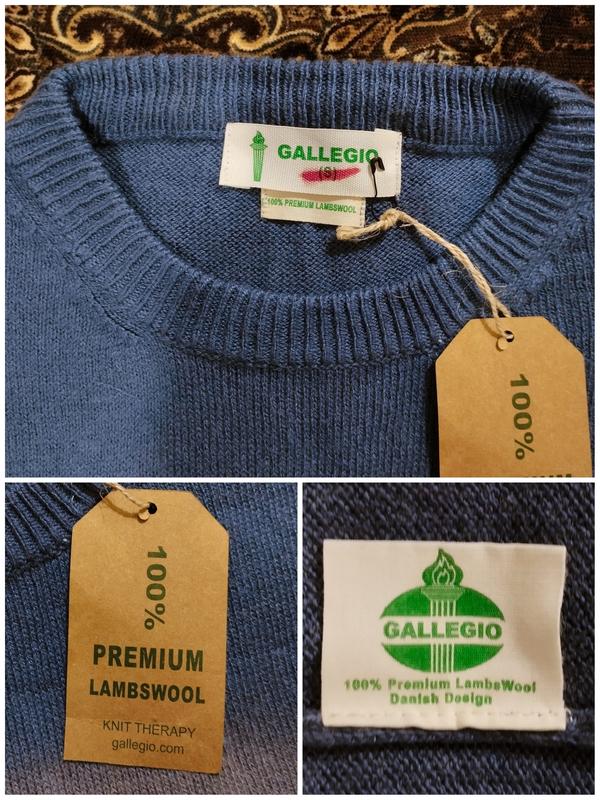 GALLEGIO
(S)
100% PREMIUM LAMBSWOOL
100%
100%
PREMIUM
LAMBSWOOL
KNIT THERAPY
gallegio.com
GALLEGIO
100% Premium LambsWool
Danish Design